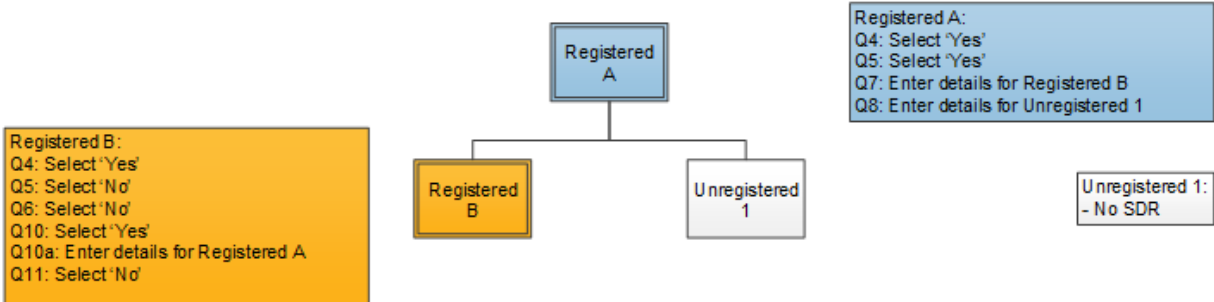 Registered A:
Q4: Select ‘Yes’
Q5: Select ‘Yes’
Q7: Enter details for Registered B
Q8: Enter details for Unregistered 1
Registered
A
Registered B:
Q4: Select ‘Yes’
Q5: Select ‘No’
Q6: Select ‘No’
Q10: Select ‘Yes’
Q10a: Enter details for Registered A
Q11: Select ‘No’
Registered
B
Unregistered
1
Unregistered 1:
- No SDR